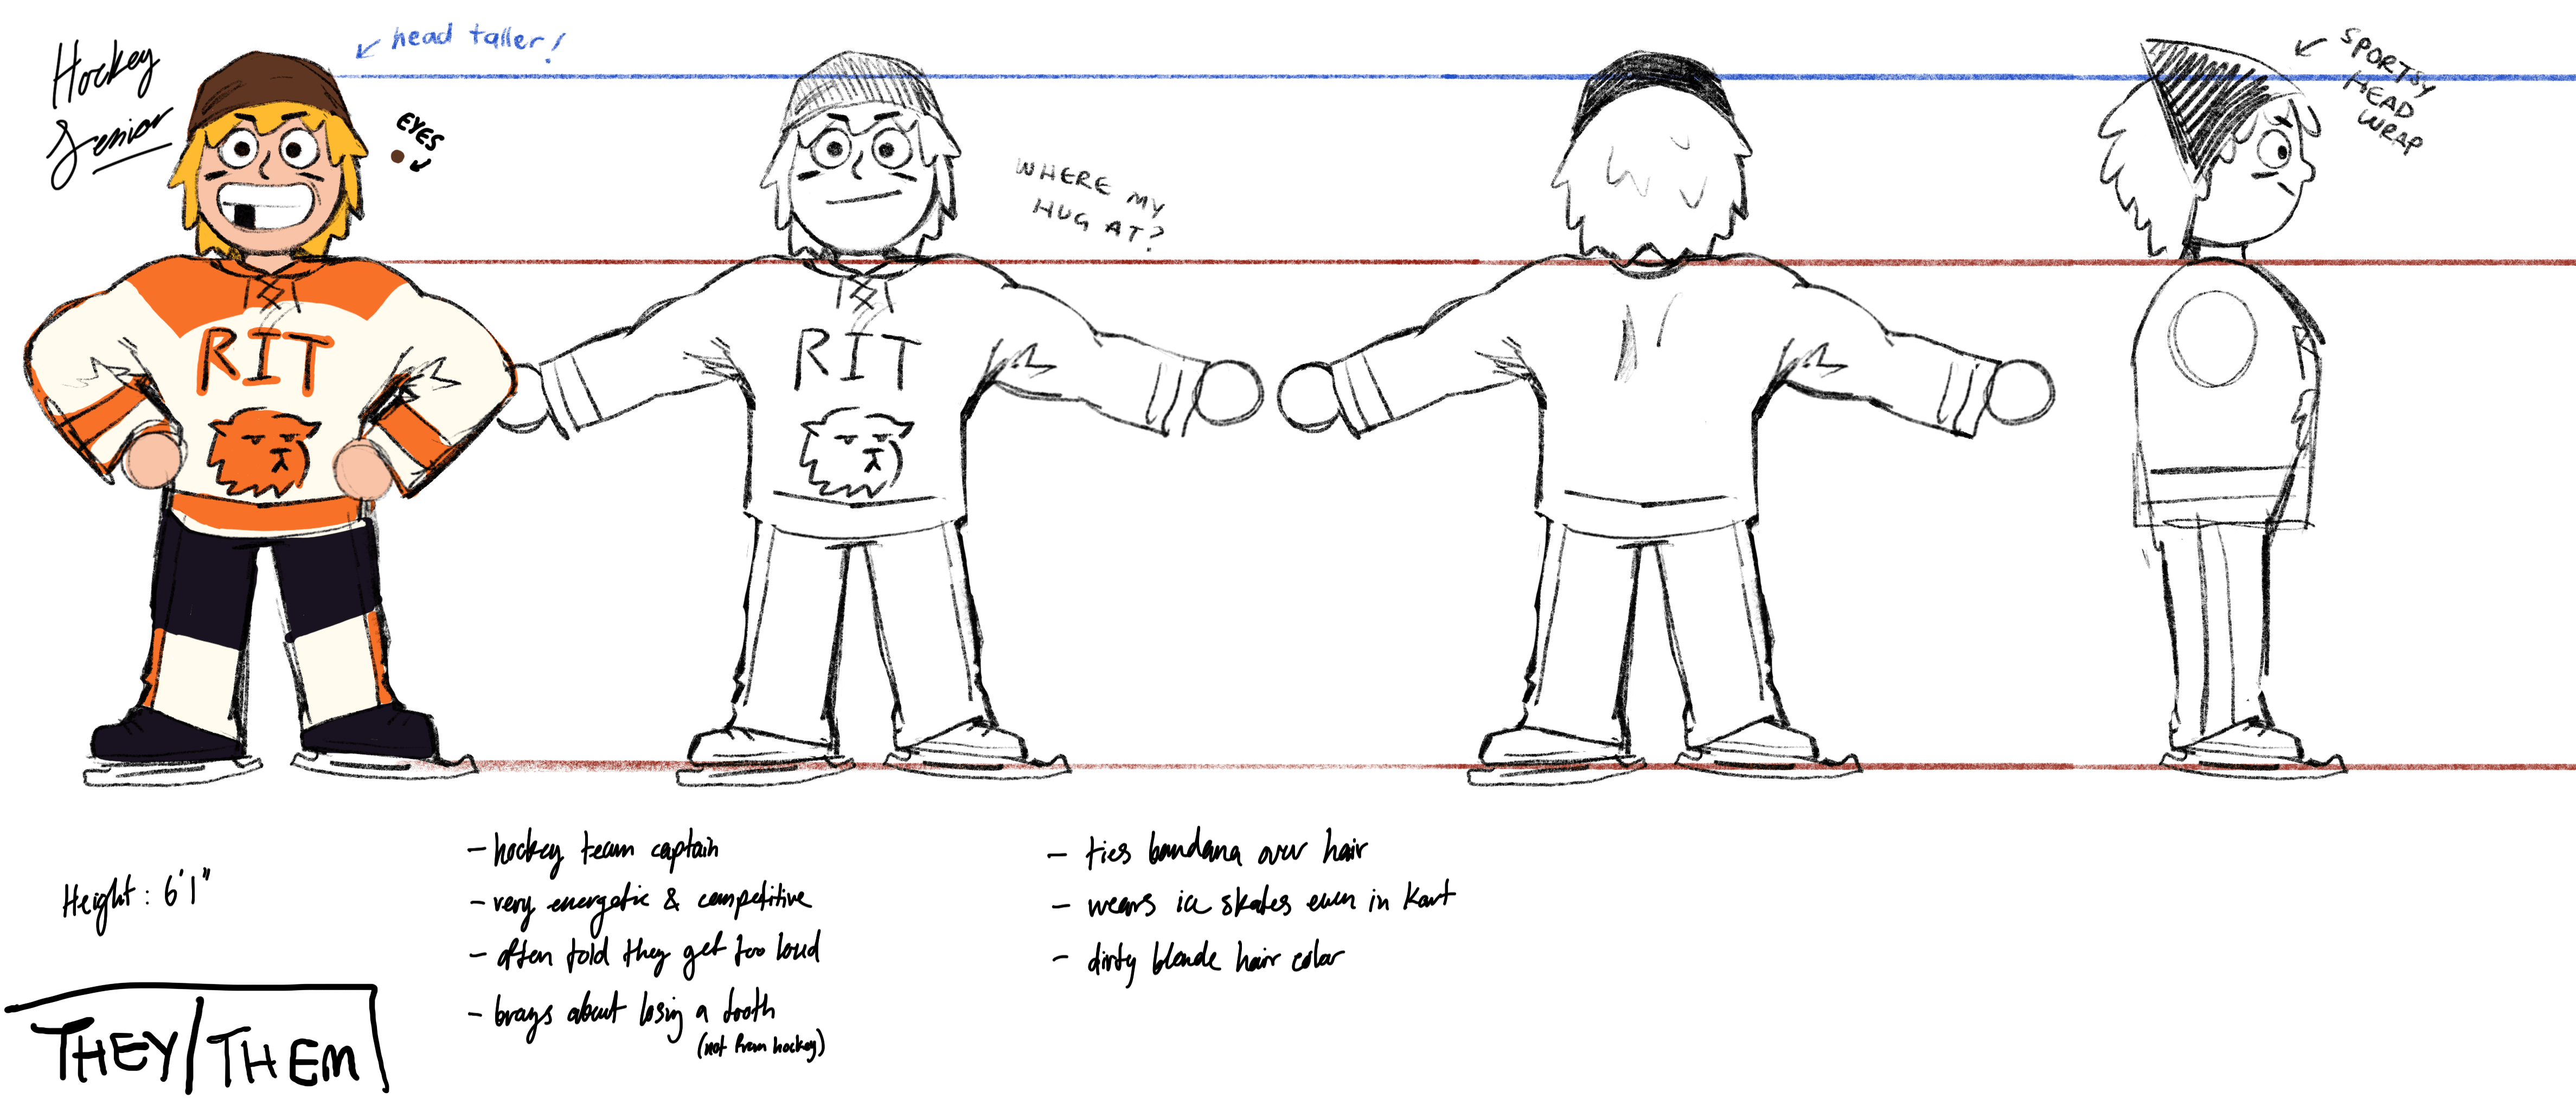 Hockey
Senior
head taller!
EYES
WHERE MY
HUG AT?
SPORTSY
HEAD
WRAP
RIT
RIT
Height: 6'1"
THEY/THEM
- hockey team captain
- very energetic & competitive
- often told they get too loud
- brags about losing a tooth
(not from hockey)
- ties bandana over hair
- wears ice skates even in kart
- dirty blonde hair color